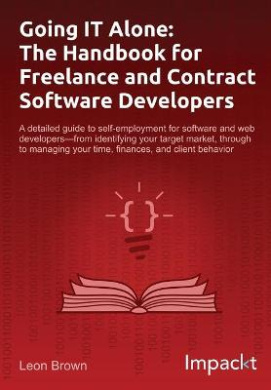 Going IT Alone:
The Handbook for
Freelance and Contract
Software Developers
A detailed guide to self-employment for software and web
developers—from identifying your target market, through
to managing your time, finances, and client behavior
{ }
Leon Brown
Impackt